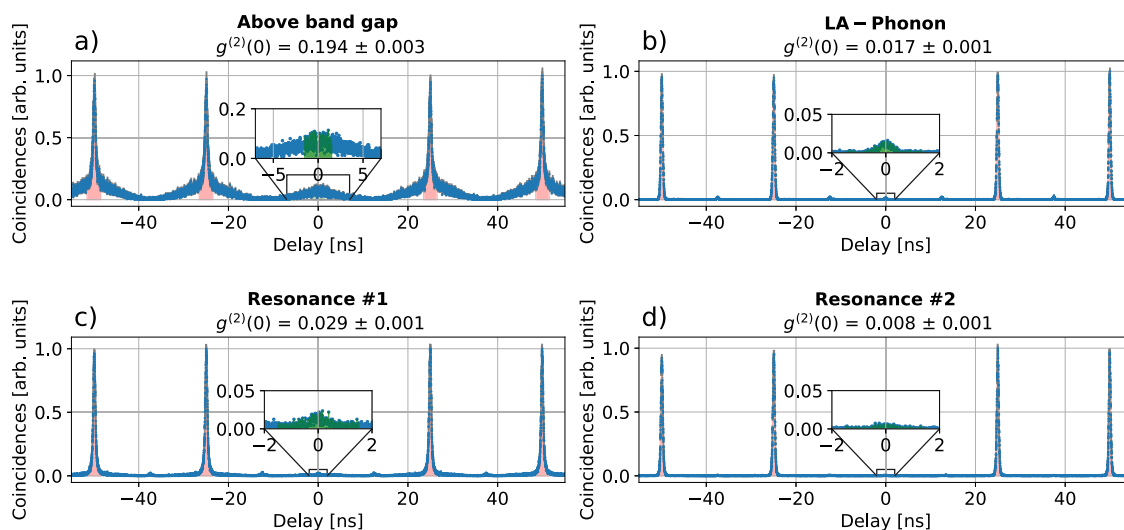 Above band gap
a)
g⁽²⁾(0) = 0.194 ± 0.003
Coincidences [arb. units]
1.0
0.5
0.0
0.2
0.1
0.0
−5 0 5
−40 −20 0 20 40
Delay [ns]
LA − Phonon
b)
g⁽²⁾(0) = 0.017 ± 0.001
Coincidences [arb. units]
1.0
0.5
0.0
0.05
0.00
−2 0 2
−40 −20 0 20 40
Delay [ns]
Resonance #1
c)
g⁽²⁾(0) = 0.029 ± 0.001
Coincidences [arb. units]
1.0
0.5
0.0
0.05
0.00
−2 0 2
−40 −20 0 20 40
Delay [ns]
Resonance #2
d)
g⁽²⁾(0) = 0.008 ± 0.001
Coincidences [arb. units]
1.0
0.5
0.0
0.05
0.00
−2 0 2
−40 −20 0 20 40
Delay [ns]